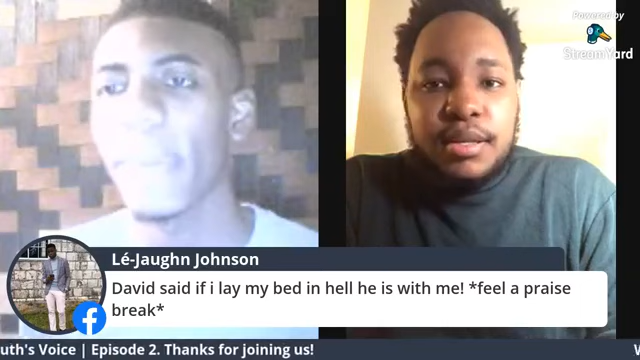 Powered by
StreamYard
Lé-Jaughn Johnson
David said if i lay my bed in hell he is with me! *feel a praise
break*
uth's Voice | Episode 2. Thanks for joining us!